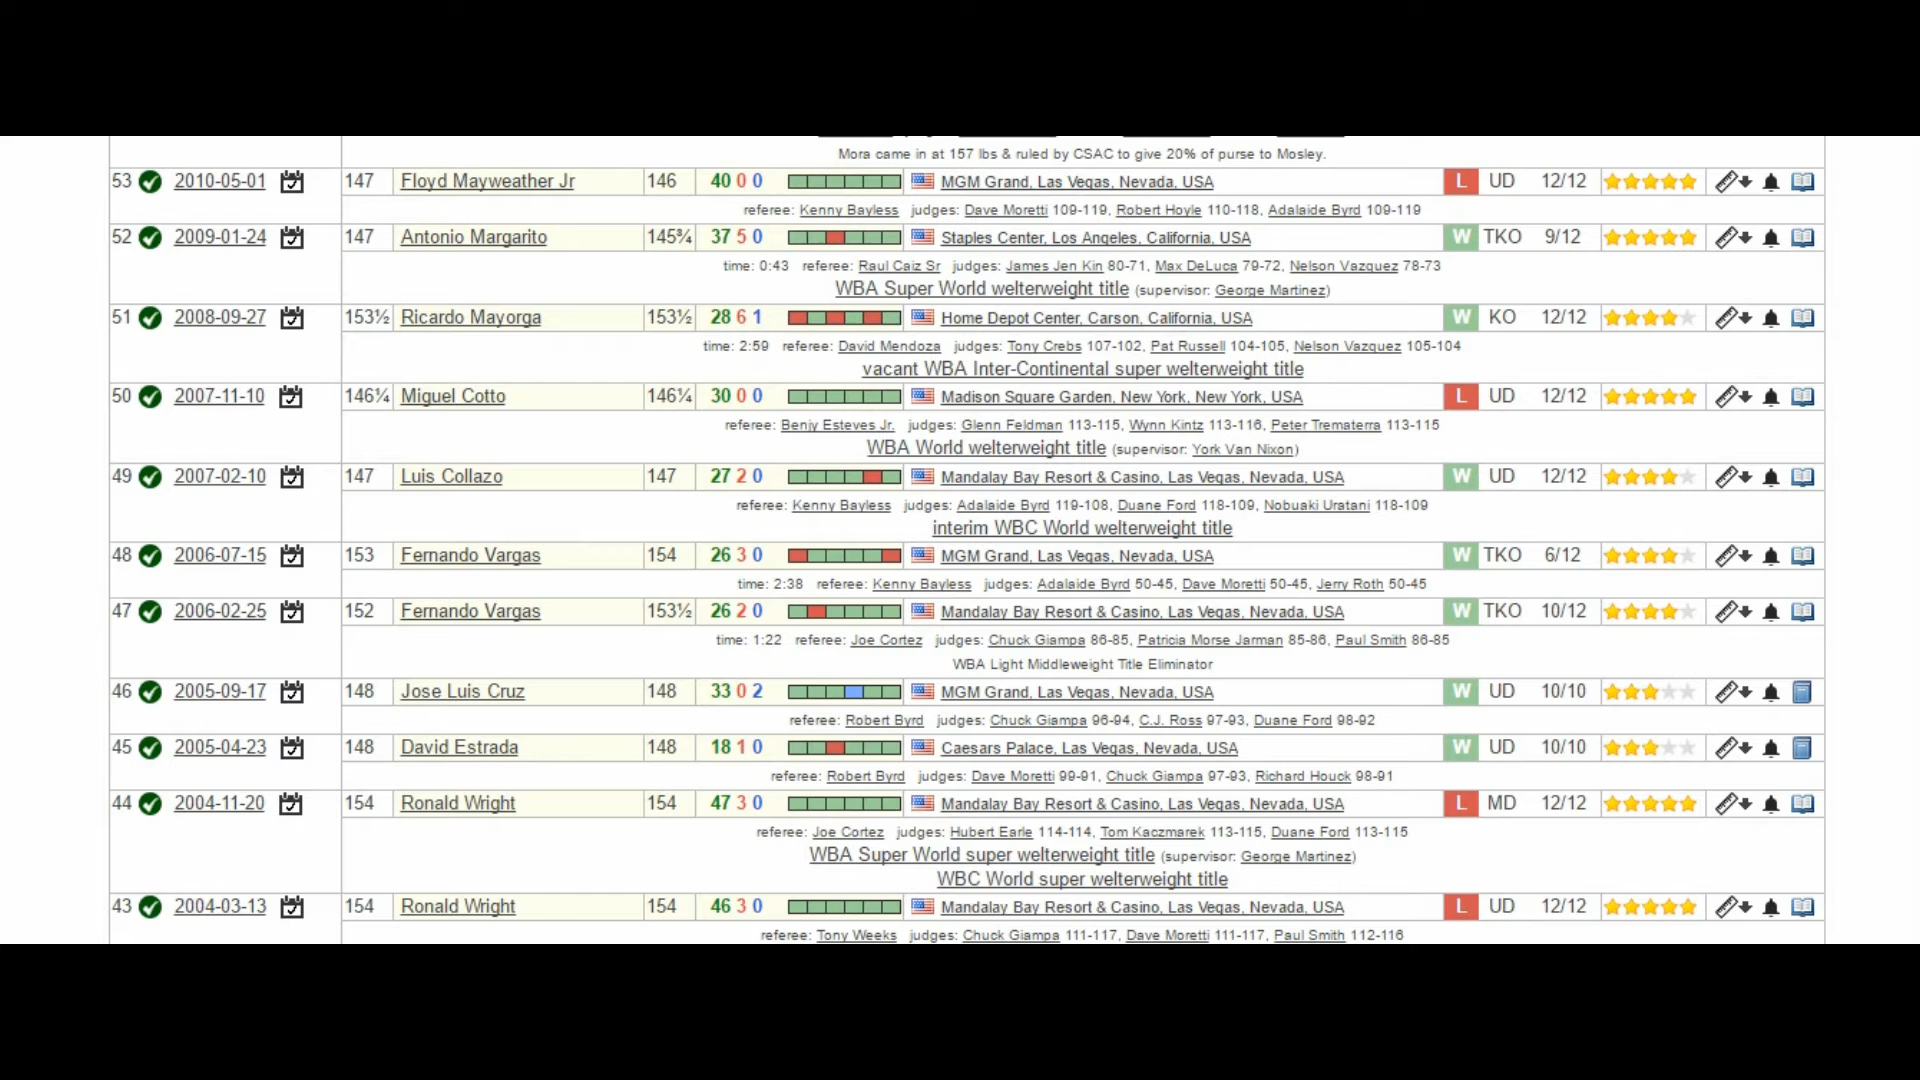 Mora came in at 157 lbs & ruled by CSAC to give 20% of purse to Mosley.
53 2010-05-01 147 Floyd Mayweather Jr 146 40 0 0 MGM Grand, Las Vegas, Nevada, USA L UD 12/12
referee: Kenny Bayless judges: Dave Moretti 109-119, Robert Hoyle 110-118, Adalaide Byrd 109-119
52 2009-01-24 147 Antonio Margarito 145¾ 37 5 0 Staples Center, Los Angeles, California, USA W TKO 9/12
time: 0:43 referee: Raul Caiz Sr judges: James Jen Kin 80-71, Max DeLuca 79-72, Nelson Vazquez 78-73
WBA Super World welterweight title (supervisor: George Martinez)
51 2008-09-27 153½ Ricardo Mayorga 153½ 28 6 1 Home Depot Center, Carson, California, USA W KO 12/12
time: 2:59 referee: David Mendoza judges: Tony Crebs 107-102, Pat Russell 104-105, Nelson Vazquez 105-104
vacant WBA Inter-Continental super welterweight title
50 2007-11-10 146¼ Miguel Cotto 146¼ 30 0 0 Madison Square Garden, New York, New York, USA L UD 12/12
referee: Benjy Esteves Jr. judges: Glenn Feldman 113-115, Wynn Kintz 113-116, Peter Trematerra 113-115
WBA World welterweight title (supervisor: York Van Nixon)
49 2007-02-10 147 Luis Collazo 147 27 2 0 Mandalay Bay Resort & Casino, Las Vegas, Nevada, USA W UD 12/12
referee: Kenny Bayless judges: Adalaide Byrd 119-108, Duane Ford 118-109, Nobuaki Uratani 118-109
interim WBC World welterweight title
48 2006-07-15 153 Fernando Vargas 154 26 3 0 MGM Grand, Las Vegas, Nevada, USA W TKO 6/12
time: 2:38 referee: Kenny Bayless judges: Adalaide Byrd 50-45, Dave Moretti 50-45, Jerry Roth 50-45
47 2006-02-25 152 Fernando Vargas 153½ 26 2 0 Mandalay Bay Resort & Casino, Las Vegas, Nevada, USA W TKO 10/12
time: 1:22 referee: Joe Cortez judges: Chuck Giampa 86-85, Patricia Morse Jarman 85-86, Paul Smith 86-85
WBA Light Middleweight Title Eliminator
46 2005-09-17 148 Jose Luis Cruz 148 33 0 2 MGM Grand, Las Vegas, Nevada, USA W UD 10/10
referee: Robert Byrd judges: Chuck Giampa 96-94, C.J. Ross 97-93, Duane Ford 98-92
45 2005-04-23 148 David Estrada 148 18 1 0 Caesars Palace, Las Vegas, Nevada, USA W UD 10/10
referee: Robert Byrd judges: Dave Moretti 99-91, Chuck Giampa 97-93, Richard Houck 98-91
44 2004-11-20 154 Ronald Wright 154 47 3 0 Mandalay Bay Resort & Casino, Las Vegas, Nevada, USA L MD 12/12
referee: Joe Cortez judges: Hubert Earle 114-114, Tom Kaczmarek 113-115, Duane Ford 113-115
WBA Super World super welterweight title (supervisor: George Martinez)
WBC World super welterweight title
43 2004-03-13 154 Ronald Wright 154 46 3 0 Mandalay Bay Resort & Casino, Las Vegas, Nevada, USA L UD 12/12
referee: Tony Weeks judges: Chuck Giampa 111-117, Dave Moretti 111-117, Paul Smith 112-116